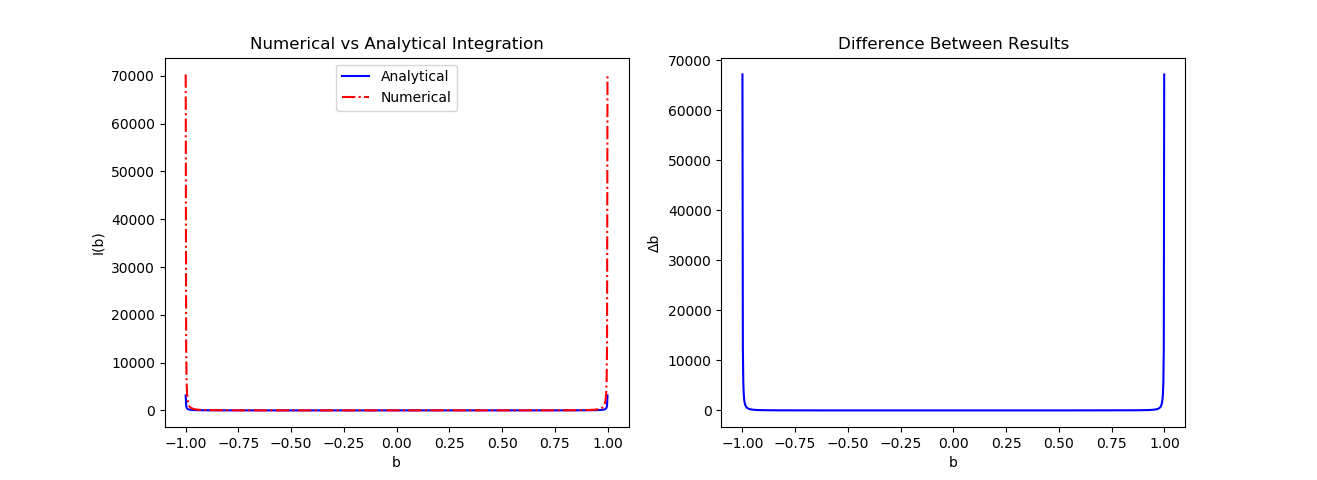 Numerical vs Analytical Integration
Analytical
Numerical
I(b)
70000
60000
50000
40000
30000
20000
10000
0
−1.00 −0.75 −0.50 −0.25 0.00 0.25 0.50 0.75 1.00
b
Difference Between Results
Δb
70000
60000
50000
40000
30000
20000
10000
0
−1.00 −0.75 −0.50 −0.25 0.00 0.25 0.50 0.75 1.00
b